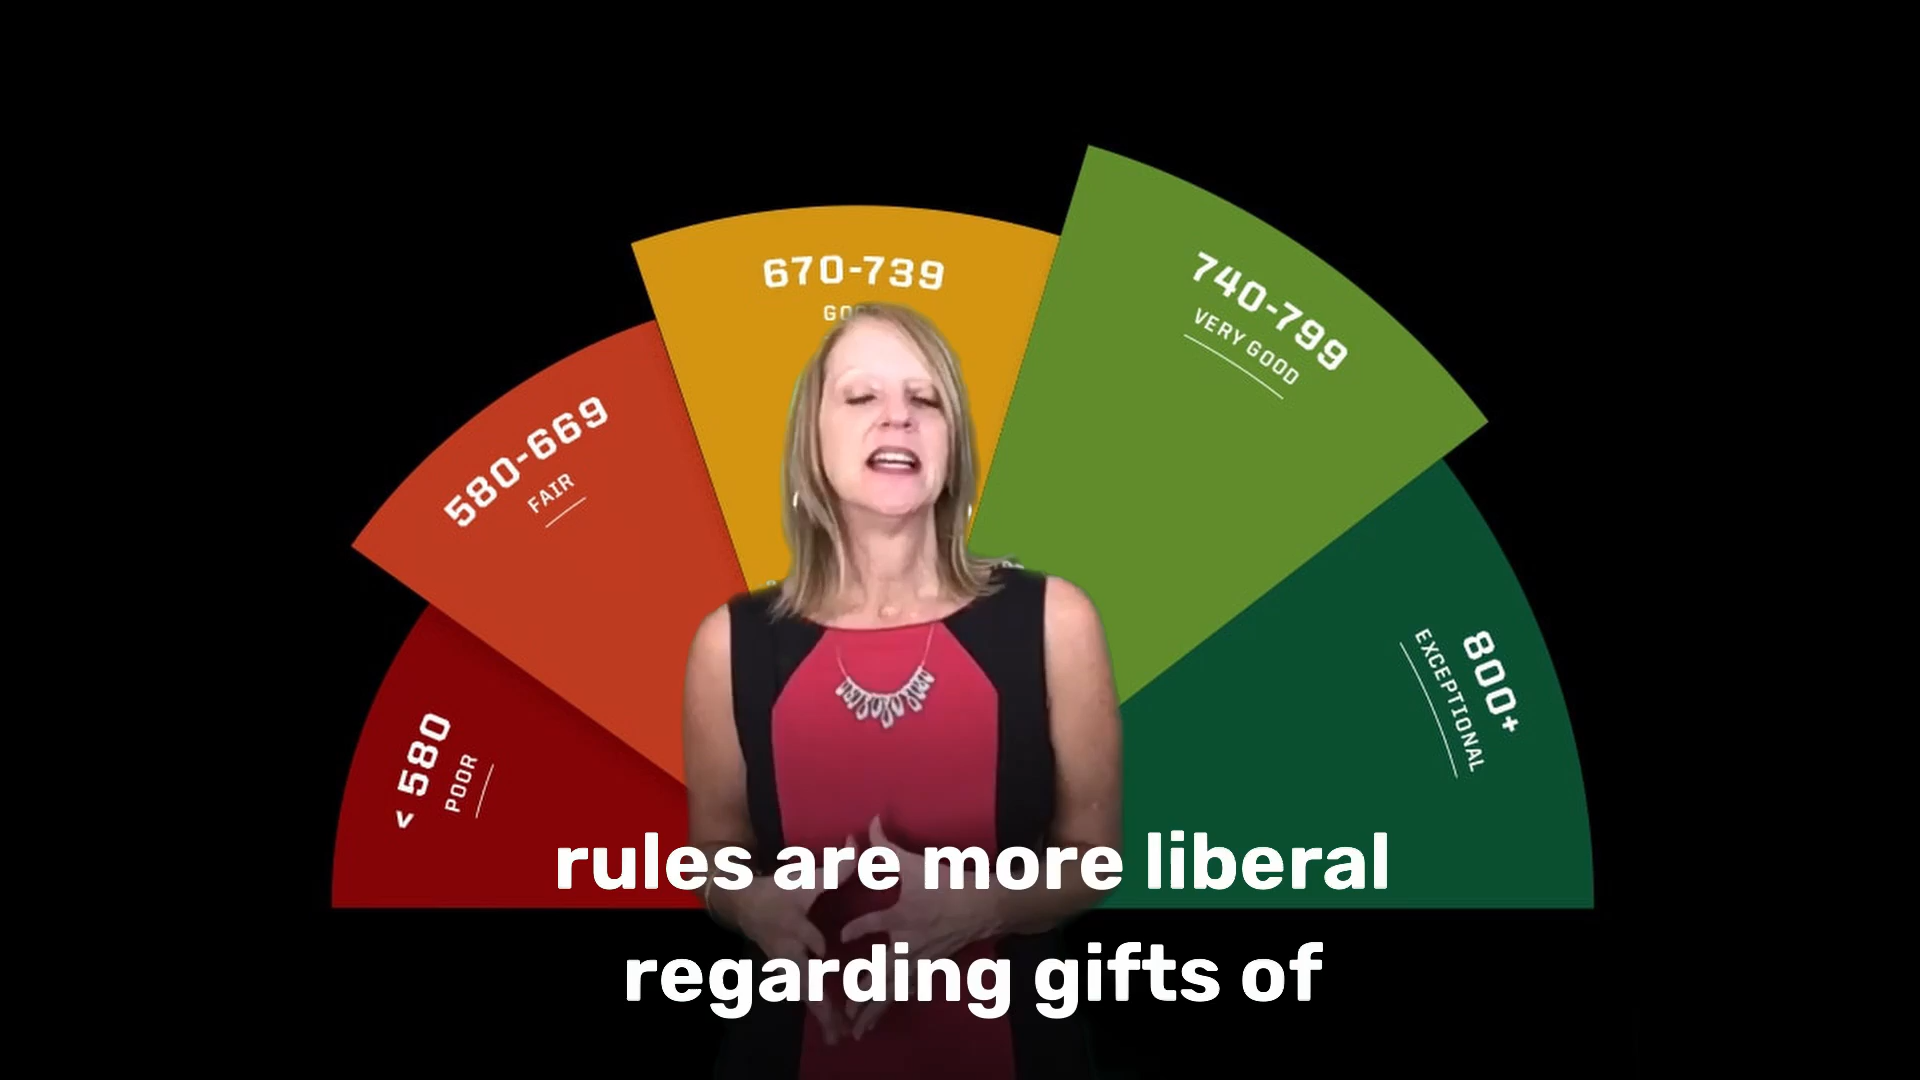 670-739
740-799
VERY GOOD
580-669
FAIR
800+
EXCEPTIONAL
< 580
POOR
rules are more liberal
regarding gifts of